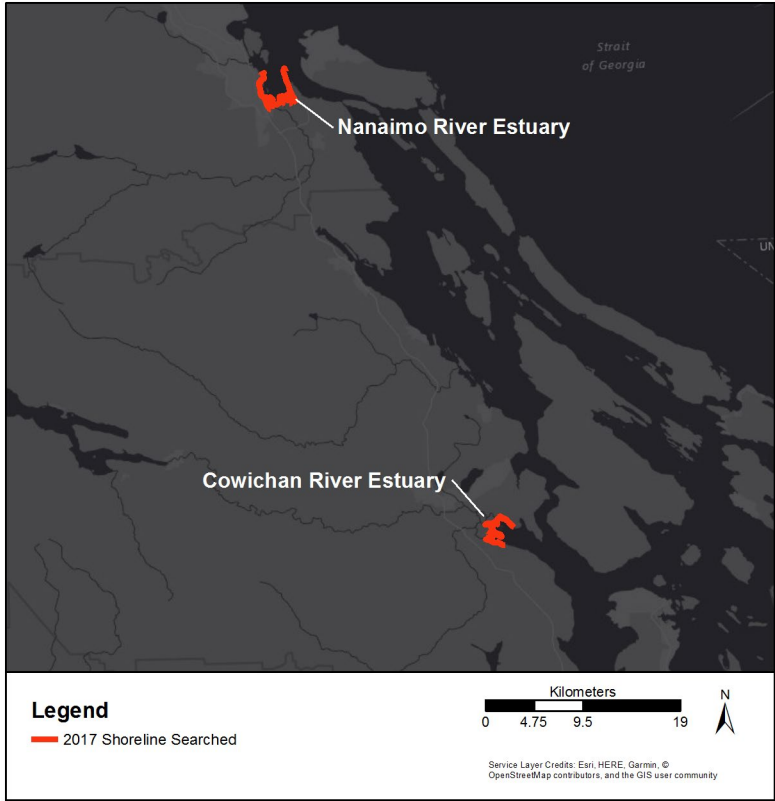 Strait
of Georgia
Nanaimo River Estuary
UN
Cowichan River Estuary
Legend
2017 Shoreline Searched
Kilometers
0 4.75 9.5 19
N
Service Layer Credits: Esri, HERE, Garmin, ©
OpenStreetMap contributors, and the GIS user community